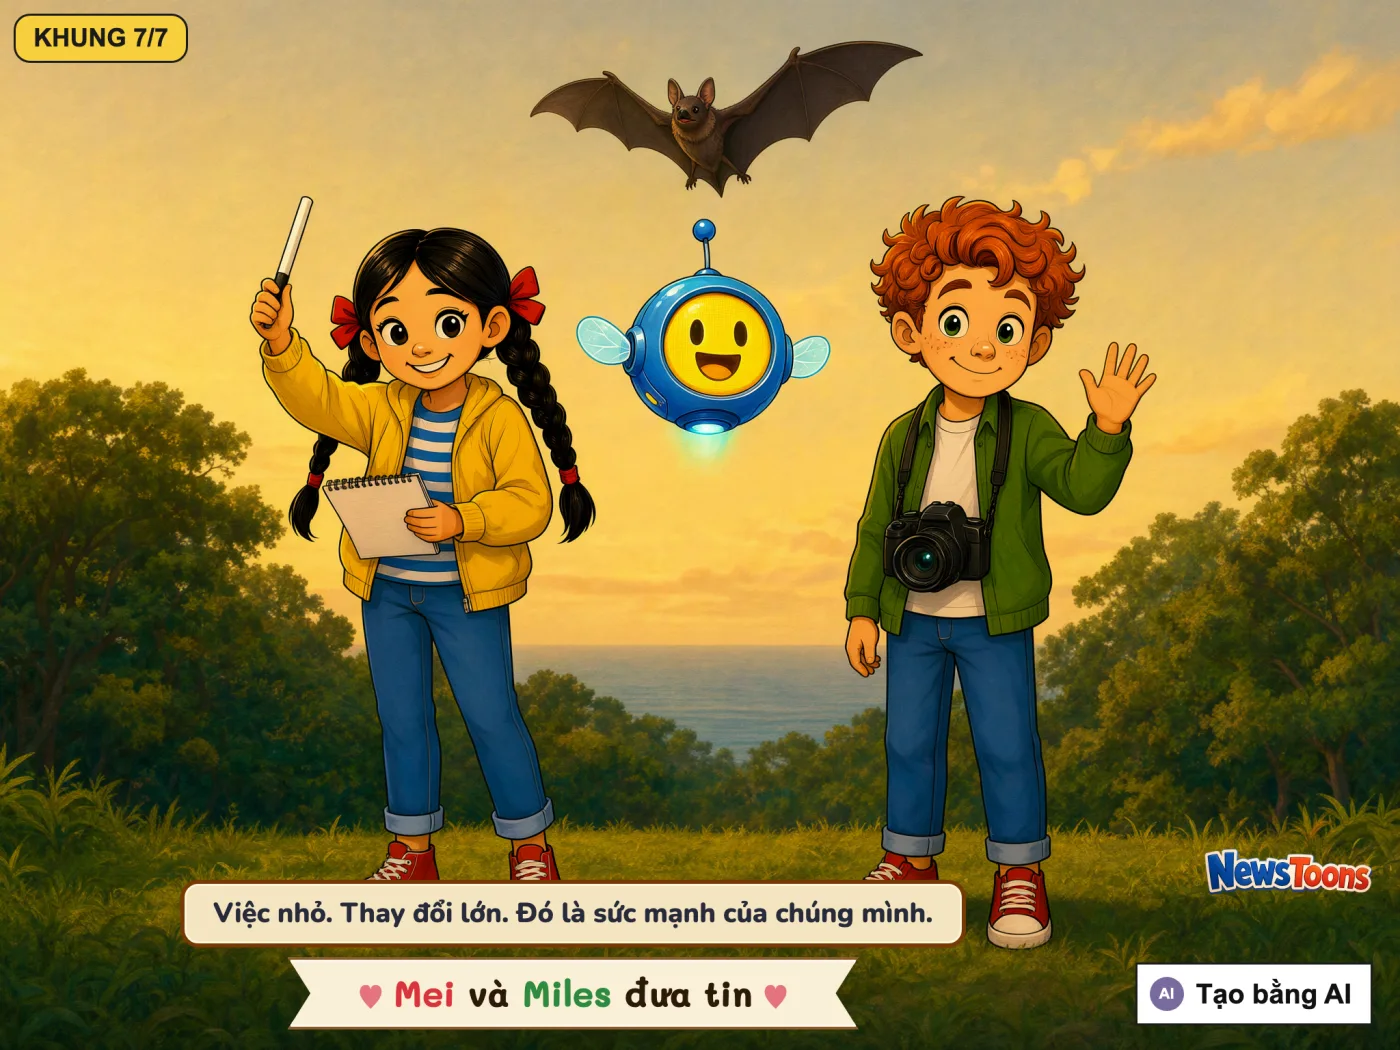 KHUNG 7/7
NewsToons
Việc nhỏ. Thay đổi lớn. Đó là sức mạnh của chúng mình.
Mei và Miles đưa tin
AI Tạo bằng AI